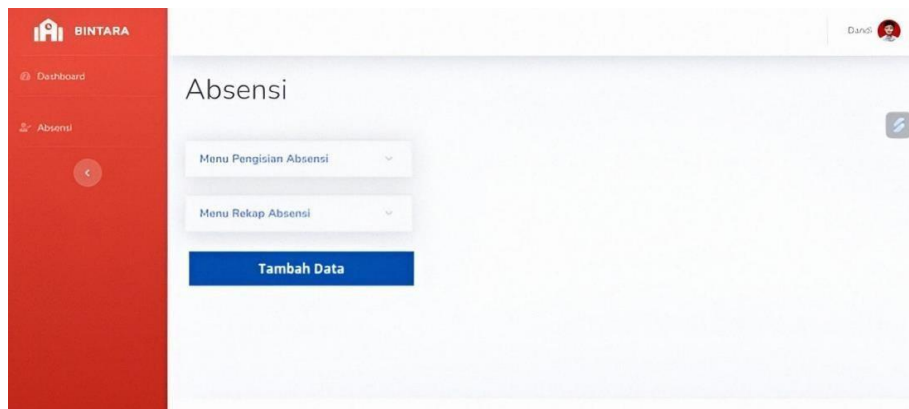 BINTARA
Dandi
Dashboard
Absensi
Absensi
Menu Pengisian Absensi
Menu Rekap Absensi
Tambah Data